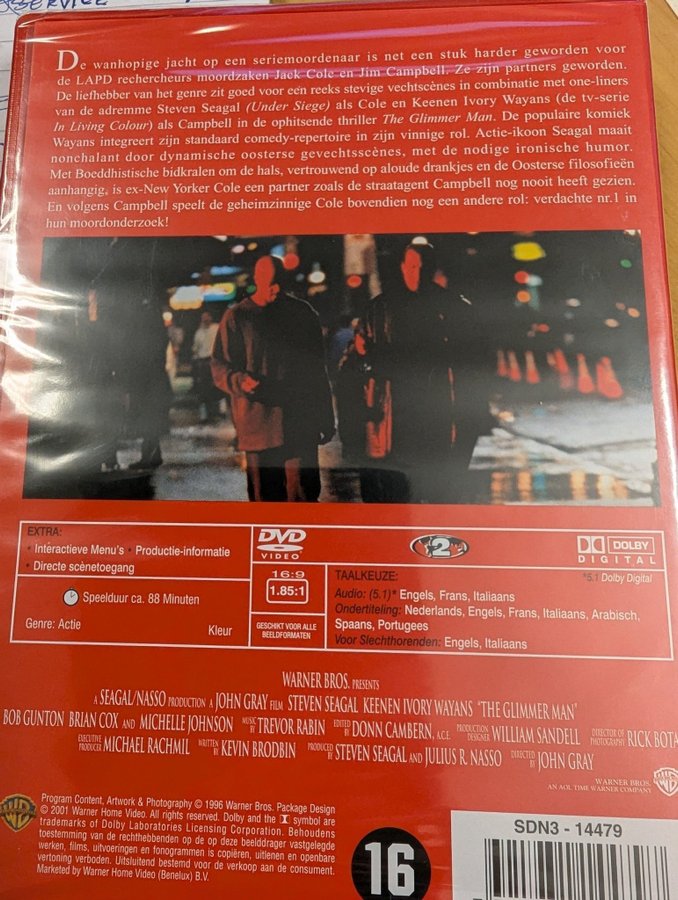 SERVICE
De wanhopige jacht op een seriemoordenaar is net een stuk harder geworden voor
de LAPD rechercheurs moordzaken Jack Cole en Jim Campbell. Ze zijn partners geworden.
De liefhebber van het genre zit goed voor een reeks stevige vechtscènes in combinatie met one-liners
van de adremme Steven Seagal (Under Siege) als Cole en Keenen Ivory Wayans (de tv-serie
In Living Colour) als Campbell in de ophitsende thriller The Glimmer Man. De populaire komiek
Wayans integreert zijn standaard comedy-repertoire in zijn vinnige rol. Actie-ikoon Seagal maait
nonchalant door dynamische oosterse gevechtsscènes, met de nodige ironische humor.
Met Boeddhistische bidkralen om de hals, vertrouwend op aloude drankjes en de Oosterse filosofieën
aanhangig, is ex-New Yorker Cole een partner zoals de straatagent Campbell nog nooit heeft gezien.
En volgens Campbell speelt de geheimzinnige Cole bovendien nog een andere rol: verdachte nr.1 in
hun moordonderzoek!
EXTRA:
• Intéractieve Menu's • Productie-informatie
• Directe scènetoegang
Speelduur ca. 88 Minuten
Genre: Actie Kleur
DVD
VIDEO
16:9
1.85:1
GESCHIKT VOOR ALLE
BEELDFORMATEN
2
DOLBY
DIGITAL
*5.1 Dolby Digital
TAALKEUZE:
Audio: (5.1)* Engels, Frans, Italiaans
Ondertiteling: Nederlands, Engels, Frans, Italiaans, Arabisch,
Spaans, Portugees
Voor Slechthorenden: Engels, Italiaans
WARNER BROS. PRESENTS
A SEAGAL/NASSO PRODUCTION A JOHN GRAY FILM STEVEN SEAGAL KEENEN IVORY WAYANS "THE GLIMMER MAN"
BOB GUNTON BRIAN COX AND MICHELLE JOHNSON MUSIC BY TREVOR RABIN EDITED BY DONN CAMBERN, A.C.E. PRODUCTION DESIGNER WILLIAM SANDELL DIRECTOR OF PHOTOGRAPHY RICK BOTA
EXECUTIVE PRODUCER MICHAEL RACHMIL WRITTEN BY KEVIN BRODBIN PRODUCED BY STEVEN SEAGAL AND JULIUS R. NASSO DIRECTED BY JOHN GRAY
WARNER BROS.
AN AOL TIME WARNER COMPANY
Program Content, Artwork & Photography © 1996 Warner Bros. Package Design
© 2001 Warner Home Video. All rights reserved. Dolby and the symbol are
trademarks of Dolby Laboratories Licensing Corporation. Behoudens
toestemming van de rechthebbenden op de op deze beelddrager vastgelegde
werken, films, uitvoeringen en fonogrammen is copiëren, uitlenen en openbare
vertoning verboden. Uitsluitend bestemd voor de verkoop aan de consument.
Marketed by Warner Home Video (Benelux) B.V.
16
SDN3 - 14479